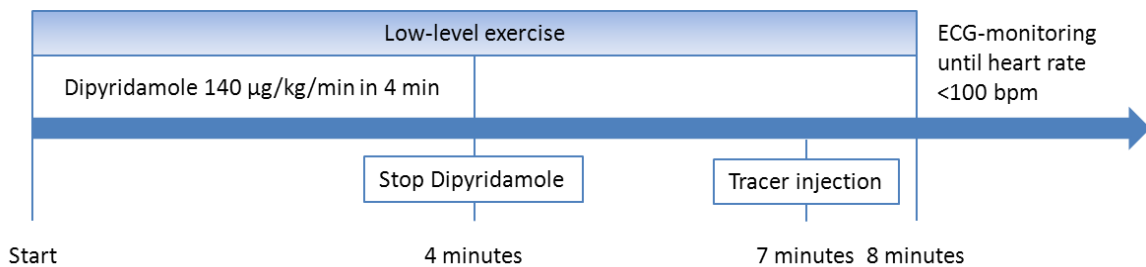 Low-level exercise
ECG-monitoring
until heart rate
<100 bpm
Dipyridamole 140 µg/kg/min in 4 min
Stop Dipyridamole
Tracer injection
Start
4 minutes
7 minutes
8 minutes